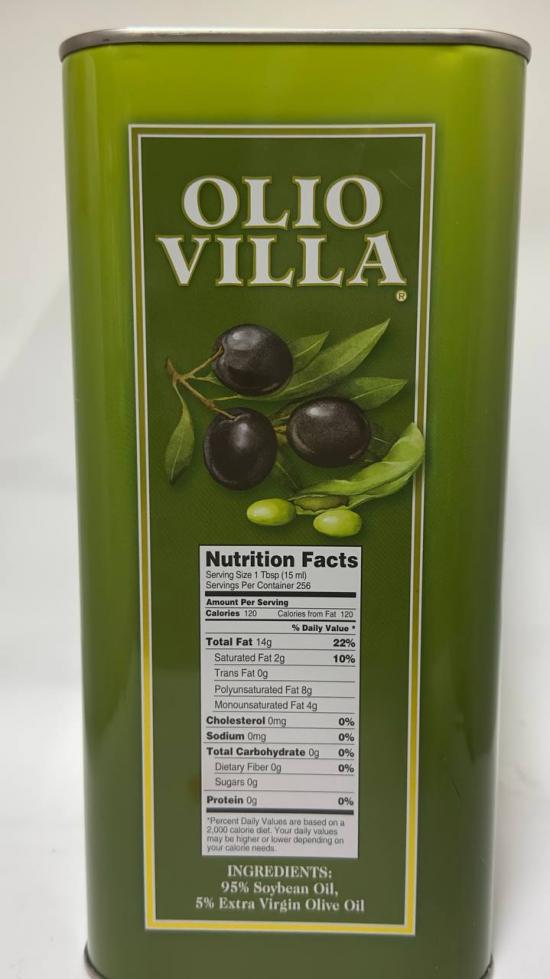 OLIO
VILLA
®
Nutrition Facts
Serving Size 1 Tbsp (15 ml)
Servings Per Container 256
Amount Per Serving
Calories 120 Calories from Fat 120
% Daily Value *
Total Fat 14g 22%
Saturated Fat 2g 10%
Trans Fat 0g
Polyunsaturated Fat 8g
Monounsaturated Fat 4g
Cholesterol 0mg 0%
Sodium 0mg 0%
Total Carbohydrate 0g 0%
Dietary Fiber 0g 0%
Sugars 0g
Protein 0g 0%
*Percent Daily Values are based on a
2,000 calorie diet. Your daily values
may be higher or lower depending on
your calorie needs.
INGREDIENTS:
95% Soybean Oil,
5% Extra Virgin Olive Oil